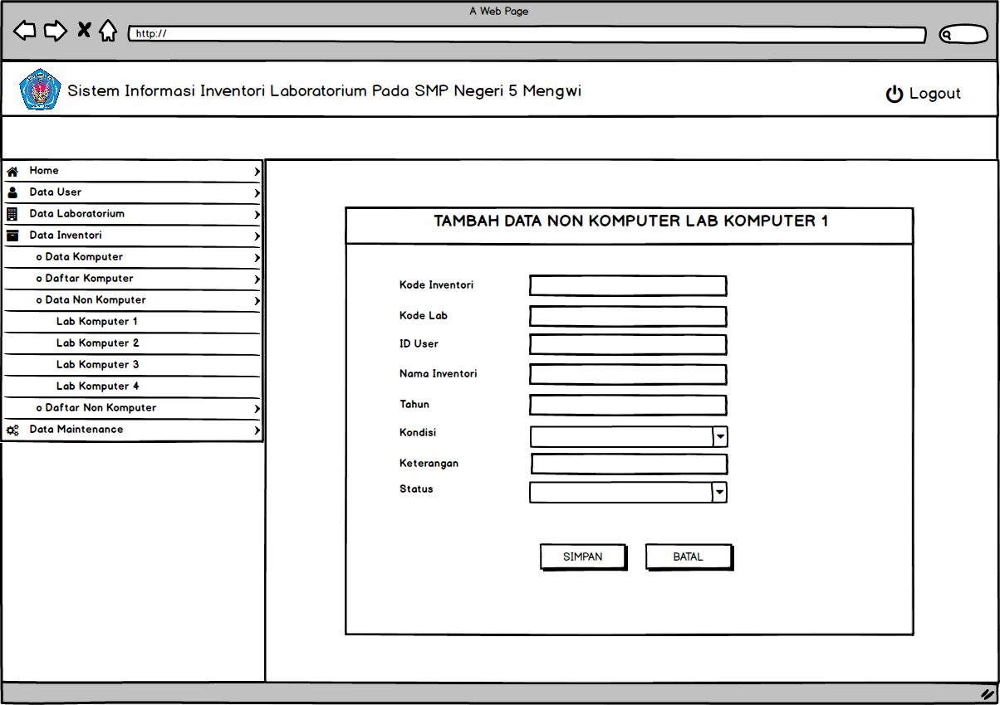 A Web Page
http://
Sistem Informasi Inventori Laboratorium Pada SMP Negeri 5 Mengwi
Logout
Home
Data User
Data Laboratorium
Data Inventori
o Data Komputer
o Daftar Komputer
o Data Non Komputer
Lab Komputer 1
Lab Komputer 2
Lab Komputer 3
Lab Komputer 4
o Daftar Non Komputer
Data Maintenance
TAMBAH DATA NON KOMPUTER LAB KOMPUTER 1
Kode Inventori
Kode Lab
ID User
Nama Inventori
Tahun
Kondisi
Keterangan
Status
SIMPAN
BATAL